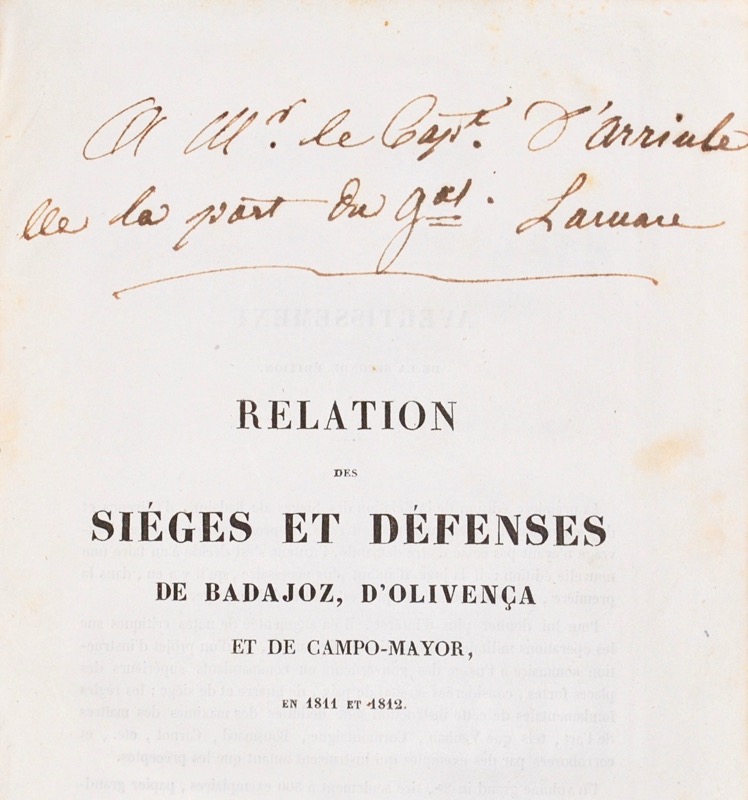 A Mr. le Capt. D'Arriule
de la part du Gal. Lamare
RELATION
DES
SIÉGES ET DÉFENSES
DE BADAJOZ, D'OLIVENÇA
ET DE CAMPO-MAYOR,
EN 1811 ET 1812.
AVERTISSEMENT